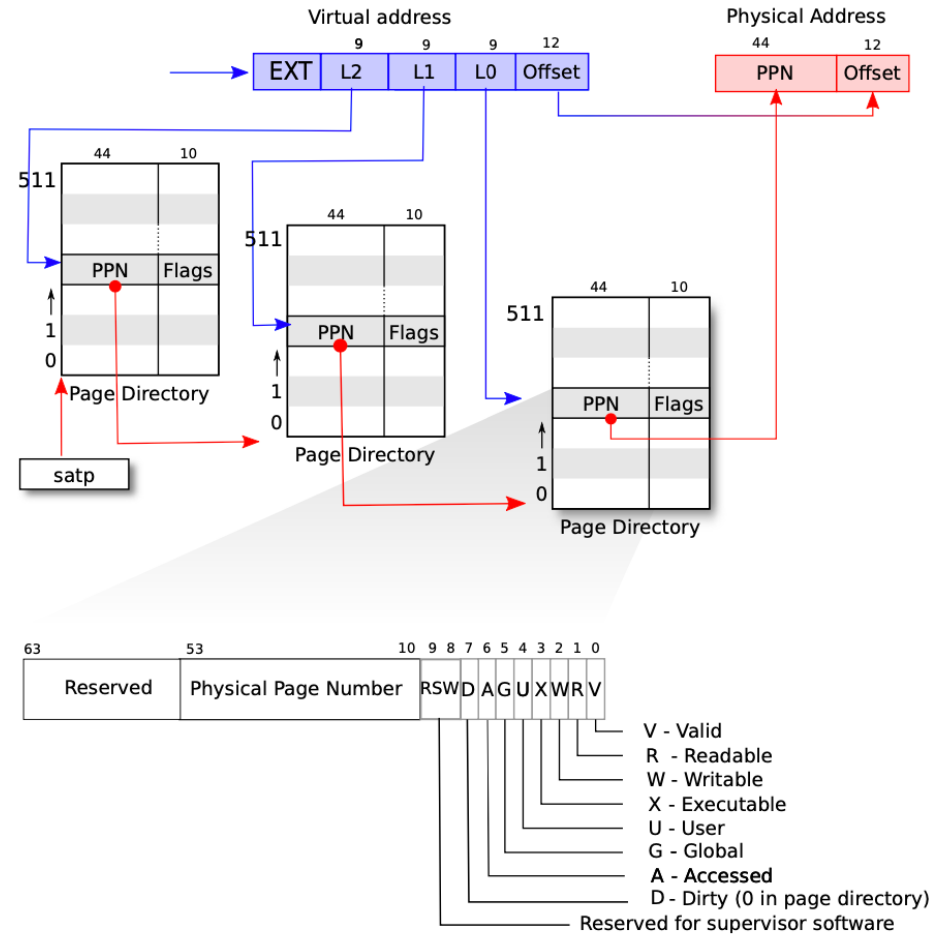 Virtual address
Physical Address
9 9 9 12
44 12
EXT L2 L1 L0 Offset
PPN Offset
44 10
511
PPN Flags
1
0
Page Directory
satp
44 10
511
PPN Flags
1
0
Page Directory
44 10
511
PPN Flags
1
0
Page Directory
63 53 10 9 8 7 6 5 4 3 2 1 0
Reserved Physical Page Number RSW D A G U X W R V
V - Valid
R - Readable
W - Writable
X - Executable
U - User
G - Global
A - Accessed
D - Dirty (0 in page directory)
Reserved for supervisor software